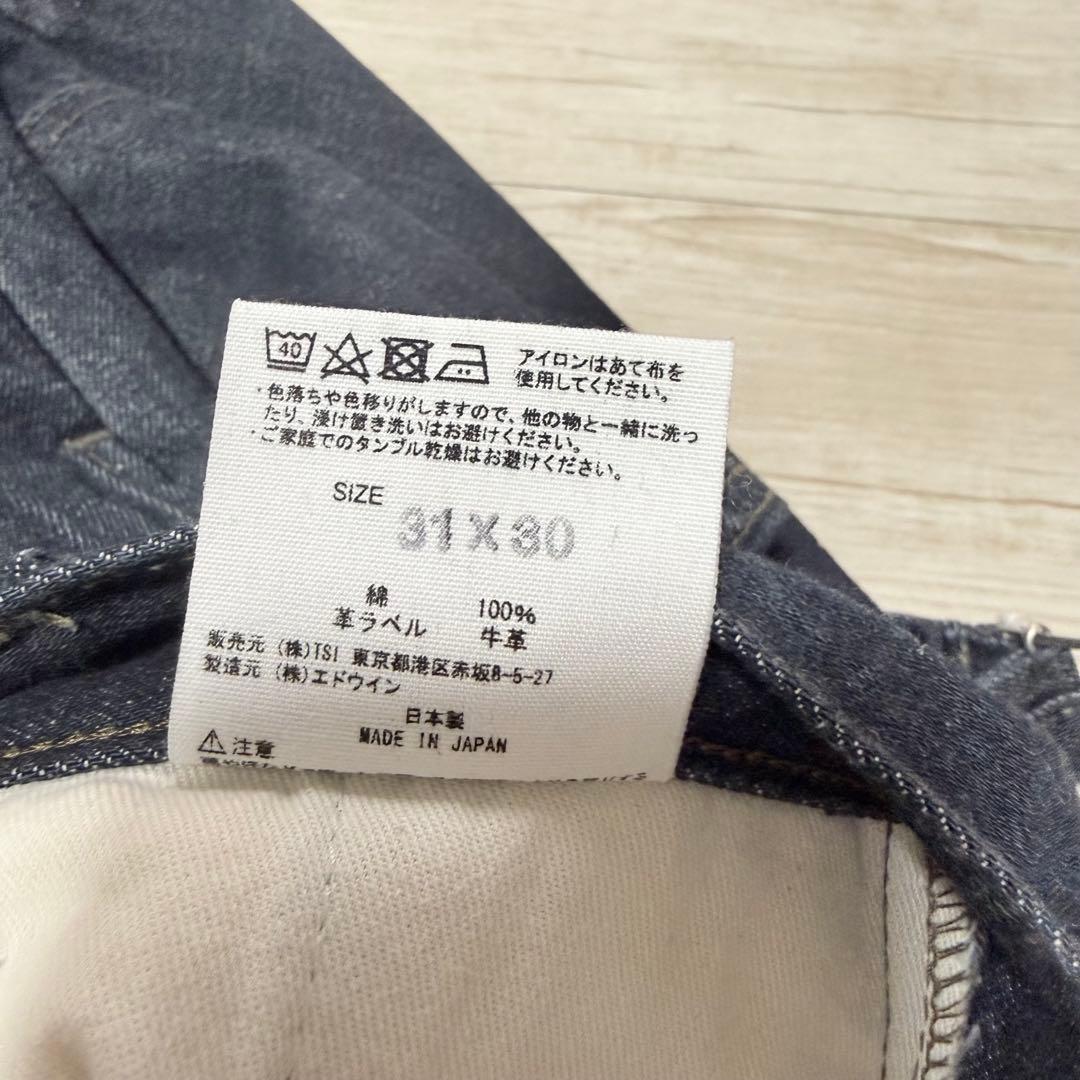 40
アイロンはあて布を
使用してください。
・色落ちや色移りがしますので、他の物と一緒に洗っ
たり、浸け置き洗いはお避けください。
・ご家庭でのタンブル乾燥はお避けください。
SIZE
31X30
綿 100%
革ラベル 牛革
販売元 (株)TSI 東京都港区赤坂8-5-27
製造元 (株)エドウイン
日本製
MADE IN JAPAN
注意